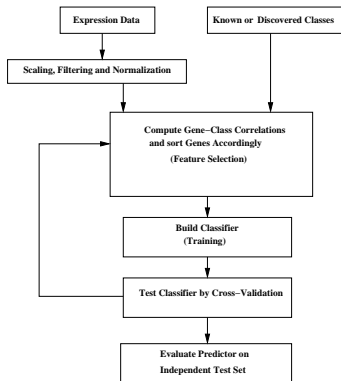 Expression Data
Known or Discovered Classes
Scaling, Filtering and Normalization
Compute Gene−Class Correlations
and sort Genes Accordingly
(Feature Selection)
Build Classifier
(Training)
Test Classifier by Cross−Validation
Evaluate Predictor on
Independent Test Set